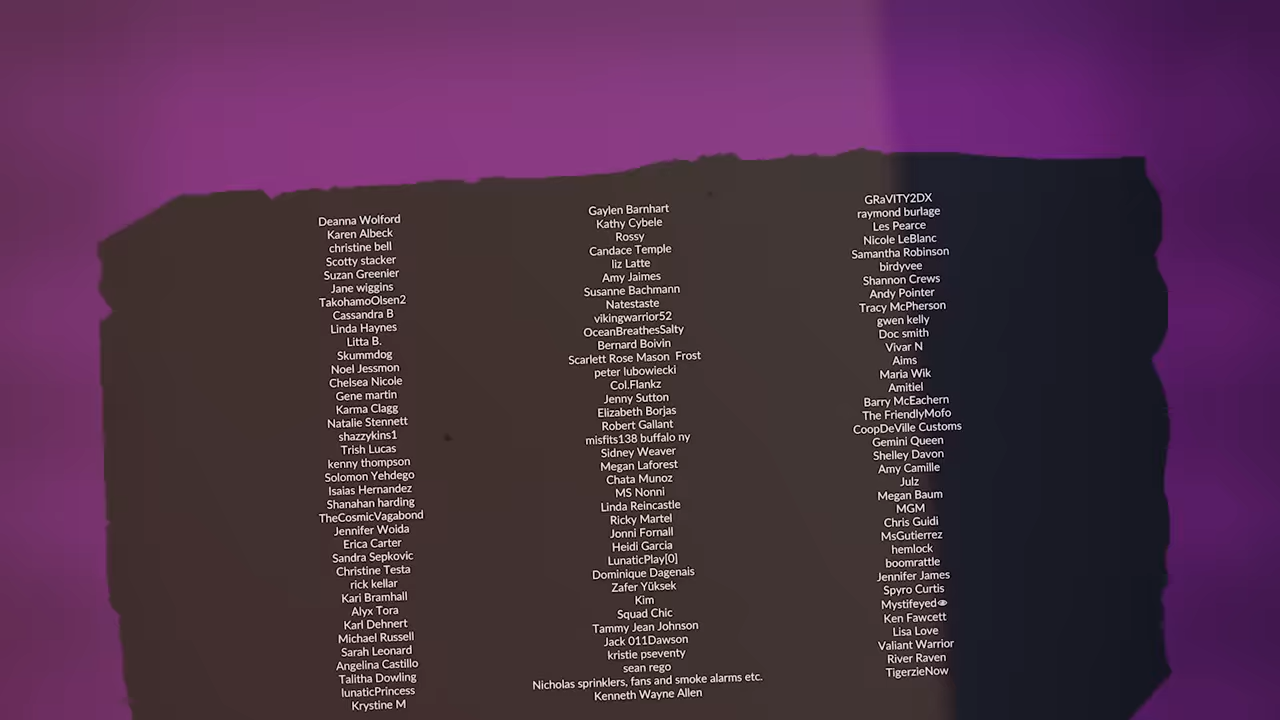 Deanna Wolford
Karen Albeck
christine bell
Scotty stacker
Suzan Greenier
Jane wiggins
TakohamoOlsen2
Cassandra B
Linda Haynes
Litta B.
Skummdog
Noel Jessmon
Chelsea Nicole
Gene martin
Karma Clagg
Natalie Stennett
shazzykins1
Trish Lucas
kenny thompson
Solomon Yehdego
Isaias Hernandez
Shanahan harding
TheCosmicVagabond
Jennifer Woida
Erica Carter
Sandra Sepkovic
Christine Testa
rick kellar
Kari Bramhall
Alyx Tora
Karl Dehnert
Michael Russell
Sarah Leonard
Angelina Castillo
Talitha Dowling
lunaticPrincess
Krystine M
Gaylen Barnhart
Kathy Cybele
Rossy
Candace Temple
liz Latte
Amy Jaimes
Susanne Bachmann
Natestaste
vikingwarrior52
OceanBreathesSalty
Bernard Boivin
Scarlett Rose Mason Frost
peter lubowiecki
Col.Flankz
Jenny Sutton
Elizabeth Borjas
Robert Gallant
misfits138 buffalo ny
Sidney Weaver
Megan Laforest
Chata Munoz
MS Nonni
Linda Reincastle
Ricky Martel
Jonni Fornall
Heidi Garcia
LunaticPlay[0]
Dominique Dagenais
Zafer Yüksek
Kim
Squad Chic
Tammy Jean Johnson
Jack 011Dawson
kristie pseventy
sean rego
Nicholas sprinklers, fans and smoke alarms etc.
Kenneth Wayne Allen
GRaVITY2DX
raymond burlage
Les Pearce
Nicole LeBlanc
Samantha Robinson
birdyvee
Shannon Crews
Andy Pointer
Tracy McPherson
gwen kelly
Doc smith
Vivar N
Aims
Maria Wik
Amitiel
Barry McEachern
The FriendlyMofo
CoopDeVille Customs
Gemini Queen
Shelley Davon
Amy Camille
Julz
Megan Baum
MGM
Chris Guidi
MsGutierrez
hemlock
boomrattle
Jennifer James
Spyro Curtis
Mystifeyed👁
Ken Fawcett
Lisa Love
Valiant Warrior
River Raven
TigerzieNow